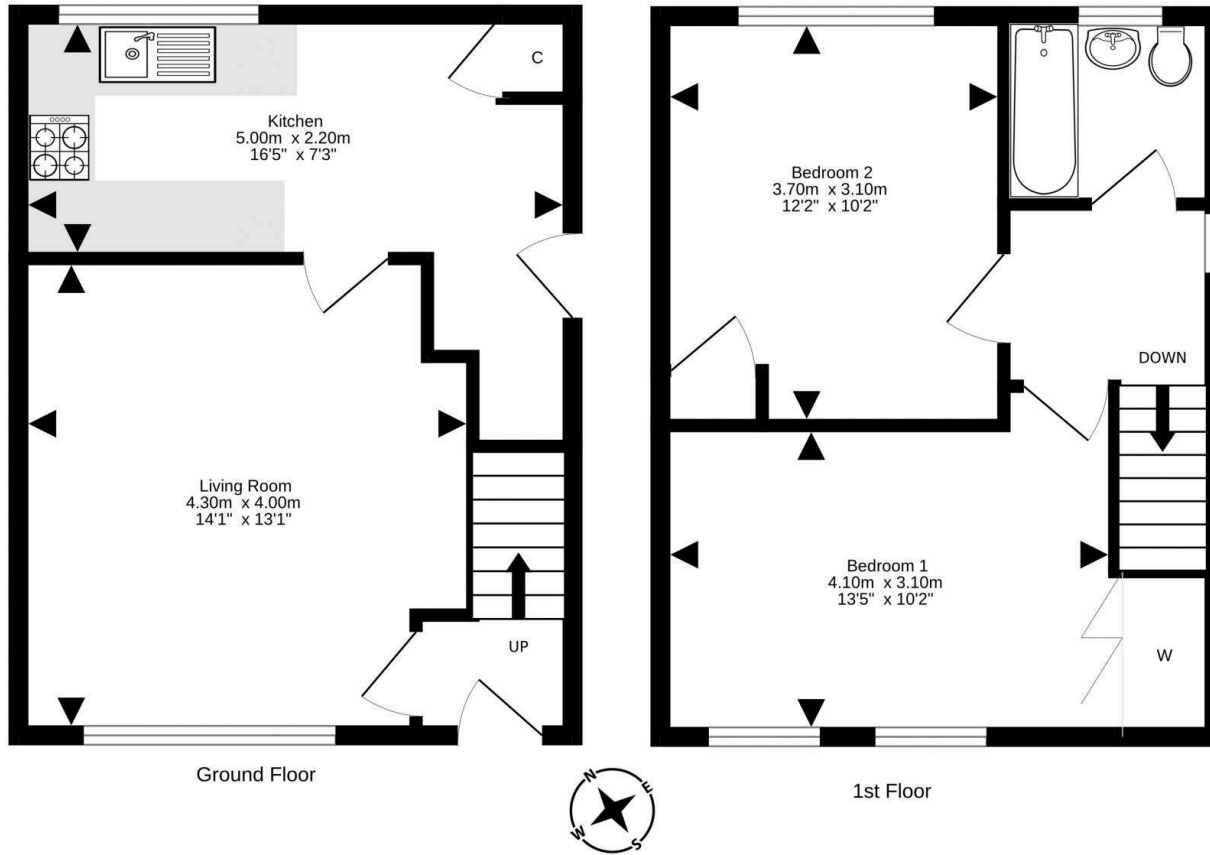 C
Kitchen
5.00m x 2.20m
16'5" x 7'3"
Living Room
4.30m x 4.00m
14'1" x 13'1"
UP
Ground Floor
Bedroom 2
3.70m x 3.10m
12'2" x 10'2"
DOWN
Bedroom 1
4.10m x 3.10m
13'5" x 10'2"
W
1st Floor
N
E
W
S